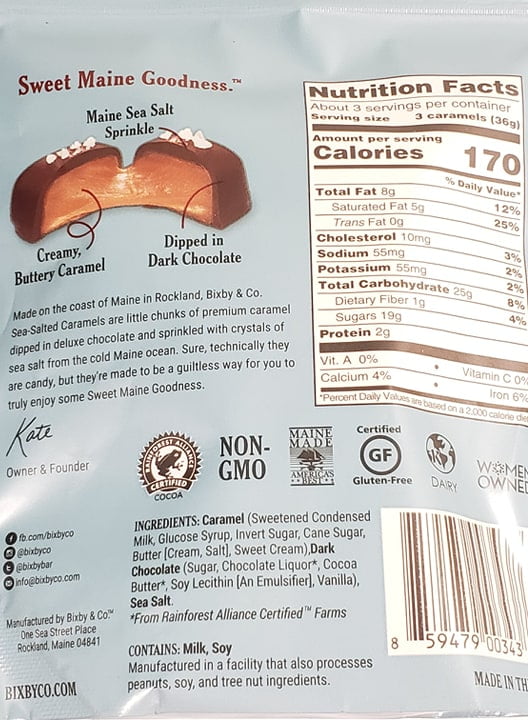 Sweet Maine Goodness.™
Maine Sea Salt
Sprinkle
Creamy,
Buttery Caramel
Dipped in
Dark Chocolate
Made on the coast of Maine in Rockland, Bixby & Co.
Sea-Salted Caramels are little chunks of premium caramel
dipped in deluxe chocolate and sprinkled with crystals of
sea salt from the cold Maine ocean. Sure, technically they
are candy, but they're made to be a guiltless way for you to
truly enjoy some Sweet Maine Goodness.
Kate
Owner & Founder
fb.com/bixbyco
@bixbyco
@bixbybar
info@bixbyco.com
Manufactured by Bixby & Co.™
One Sea Street Place
Rockland, Maine 04841
BIXBYCO.COM
Nutrition Facts
About 3 servings per container
Serving size 3 caramels (36g)
Amount per serving
Calories 170
% Daily Value*
Total Fat 8g 12%
Saturated Fat 5g 25%
Trans Fat 0g
Cholesterol 10mg 3%
Sodium 55mg 2%
Potassium 55mg 2%
Total Carbohydrate 25g 8%
Dietary Fiber 1g 4%
Sugars 19g
Protein 2g
Vit. A 0% • Vitamin C 0%
Calcium 4% • Iron 6%
*Percent Daily Values are based on a 2,000 calorie die
RAINFOREST ALLIANCE
CERTIFIED
COCOA
NON-
GMO
MAINE
MADE
AMERICA'S
BEST
Certified
GF
Gluten-Free
DAIRY
WOMEN
OWNED
INGREDIENTS: Caramel (Sweetened Condensed
Milk, Glucose Syrup, Invert Sugar, Cane Sugar,
Butter [Cream, Salt], Sweet Cream),Dark
Chocolate (Sugar, Chocolate Liquor*, Cocoa
Butter*, Soy Lecithin [An Emulsifier], Vanilla),
Sea Salt.
*From Rainforest Alliance Certified™ Farms
CONTAINS: Milk, Soy
Manufactured in a facility that also processes
peanuts, soy, and tree nut ingredients.
8 59479 00343
MADE IN TH